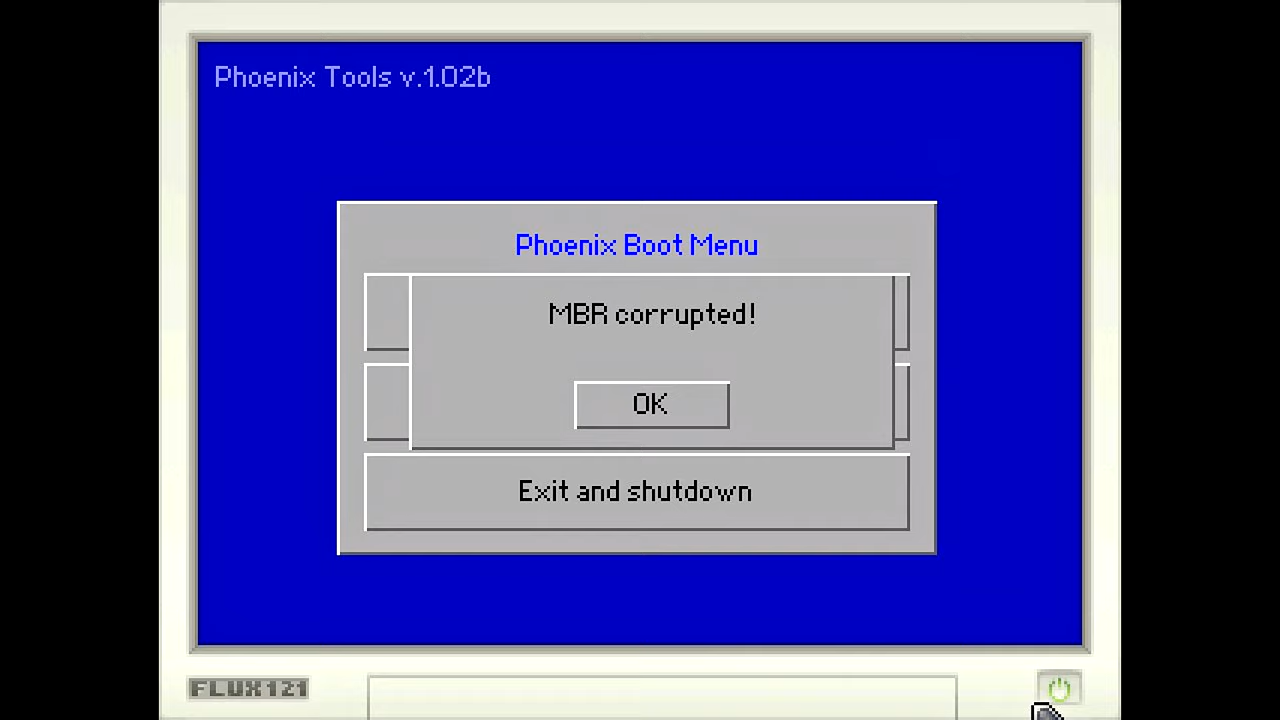 Phoenix Tools v.1.02b
Phoenix Boot Menu
MBR corrupted!
OK
Exit and shutdown
FLUX121